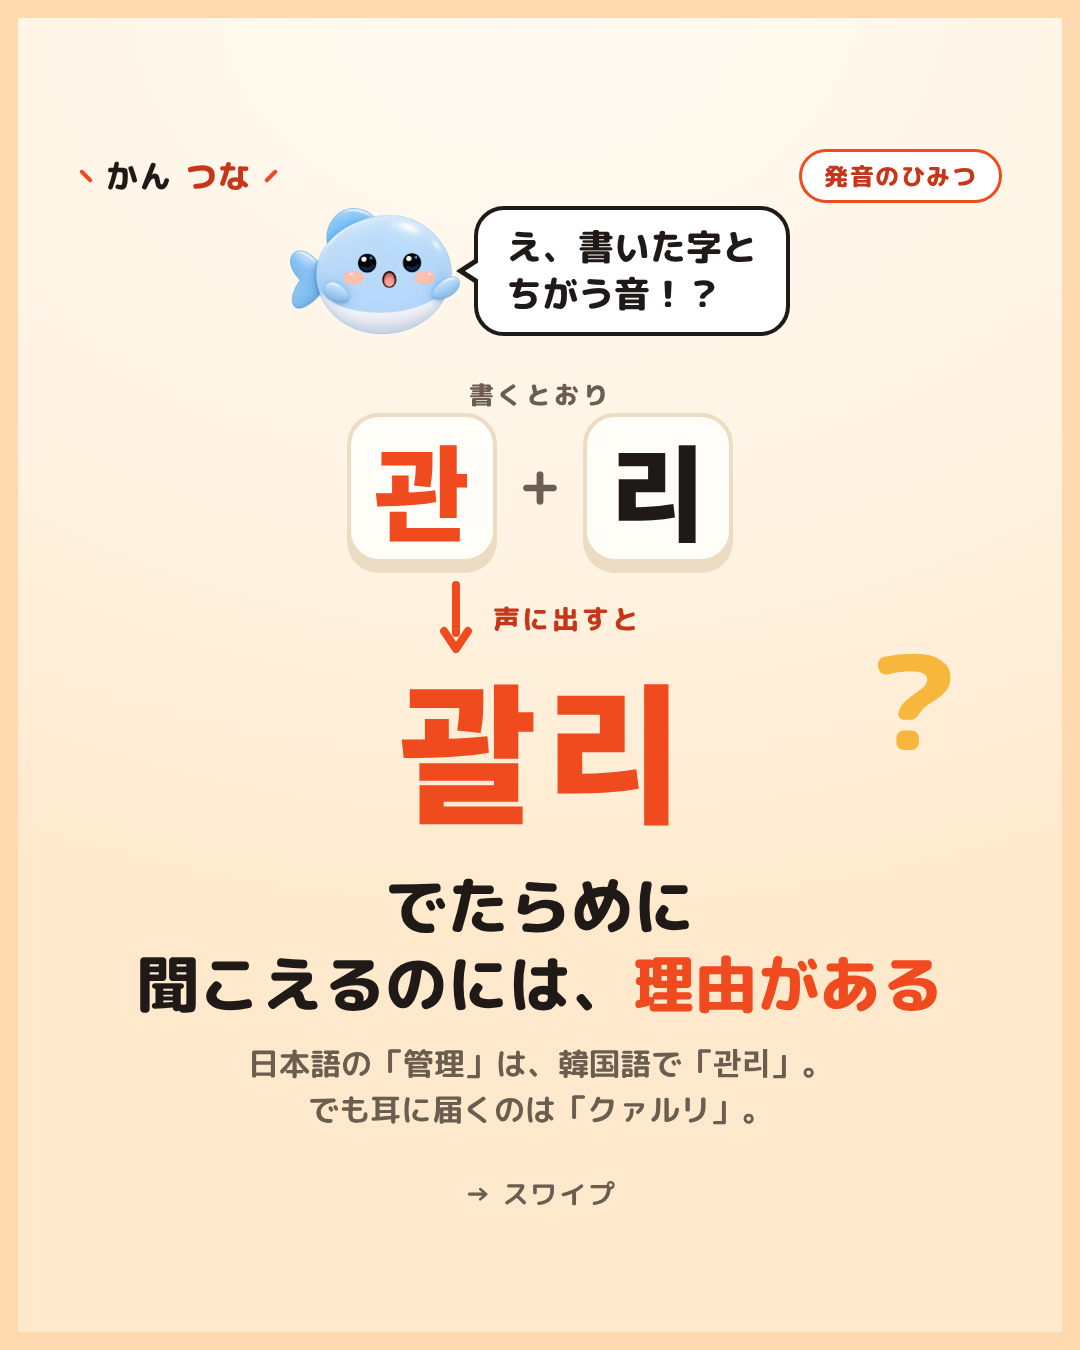 かん つな
発音のひみつ
え、書いた字と
ちがう音！？
書くとおり
관 + 리
声に出すと
괄리
?
でたらめに
聞こえるのには、理由がある
日本語の「管理」は、韓国語で「관리」。
でも耳に届くのは「クァルリ」。
→ スワイプ